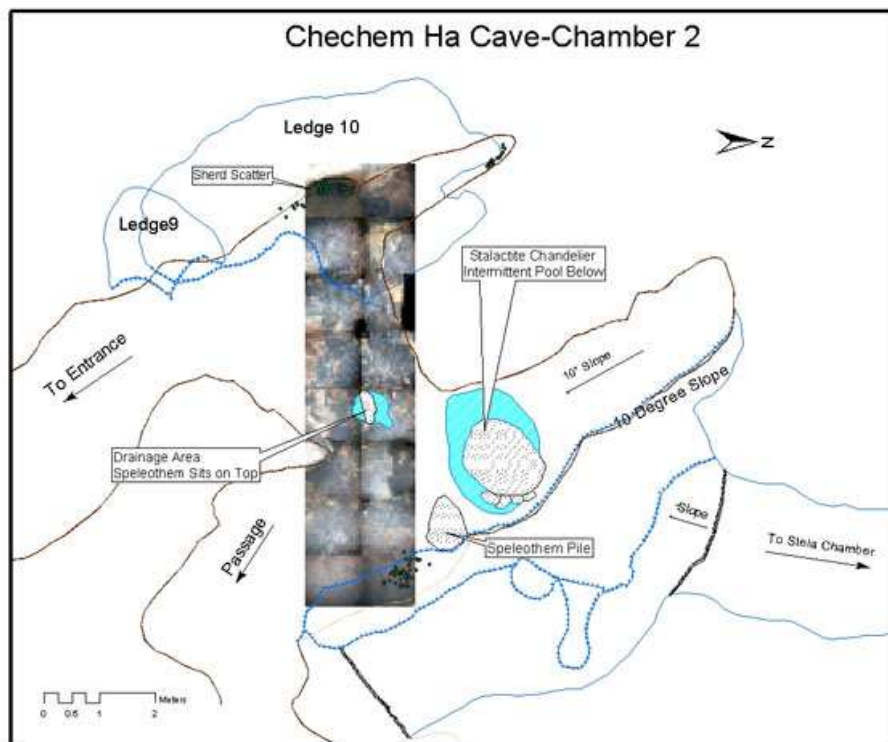 Chechem Ha Cave-Chamber 2
Ledge 10
N
Sherd Scatter
Ledge9
Stalactite Chandelier
Intermittent Pool Below
To Entrance
10° Slope
10 Degree Slope
Drainage Area
Speleothem Sits on Top
Slope
To Stela Chamber
Speleothem Pile
Passage
Meters
0 0.5 1 2